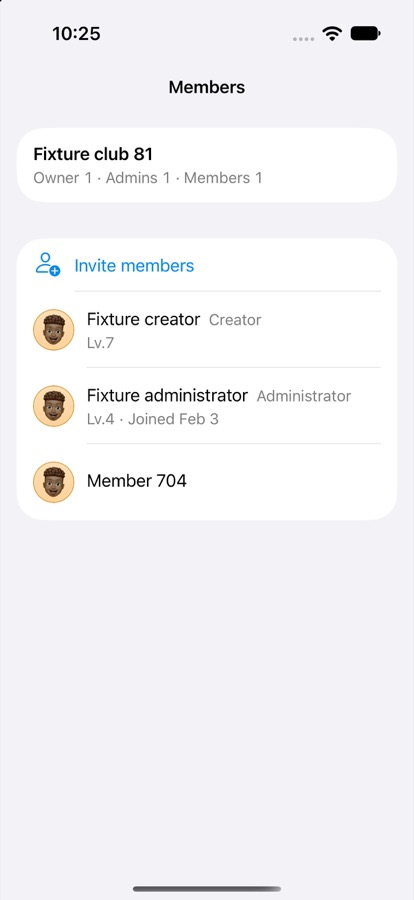 10:25
Members
Fixture club 81
Owner 1 · Admins 1 · Members 1
Invite members
Fixture creator Creator
Lv.7
Fixture administrator Administrator
Lv.4 · Joined Feb 3
Member 704